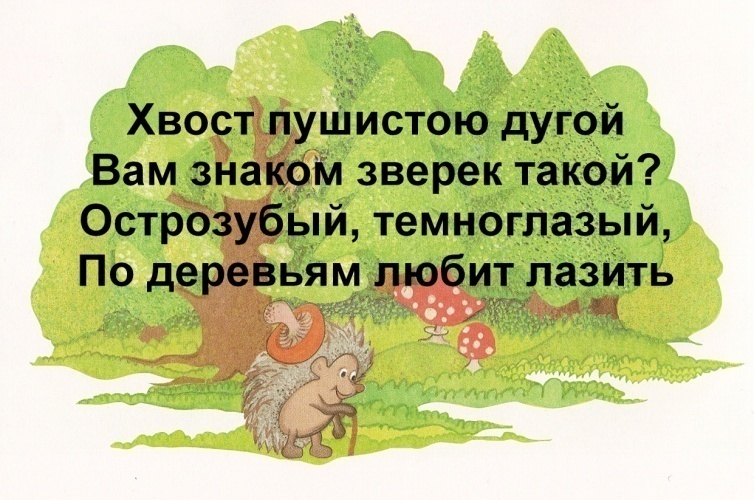 Хвост пушистою дугой
Вам знаком зверек такой?
Острозубый, темноглазый,
По деревьям любит лазить